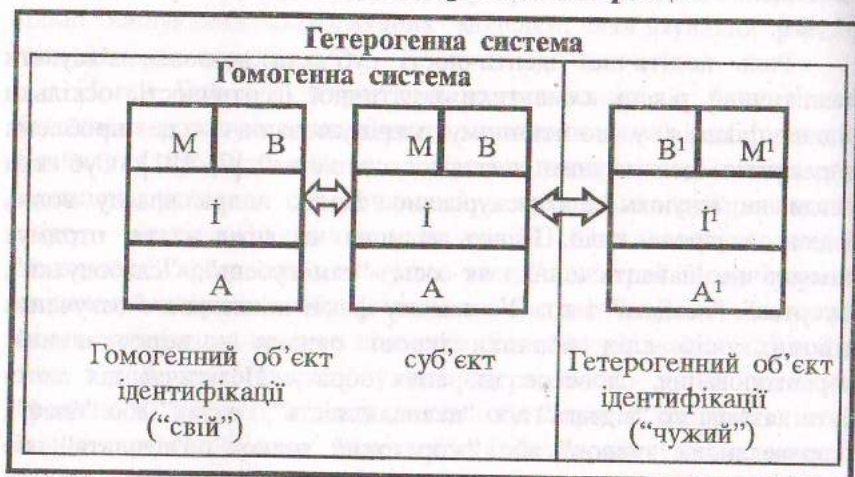 Гетерогенна система
Гомогенна система
М В
І
А
М В
І
А
В¹ М¹
І¹
А¹
Гомогенний об’єкт
ідентифікації
(“свій”)
суб’єкт
Гетерогенний об’єкт
ідентифікації
(“чужий”)